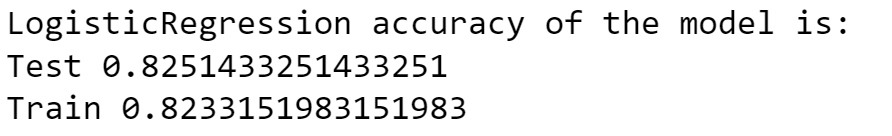 LogisticRegression accuracy of the model is:
Test 0.8251433251433251
Train 0.8233151983151983